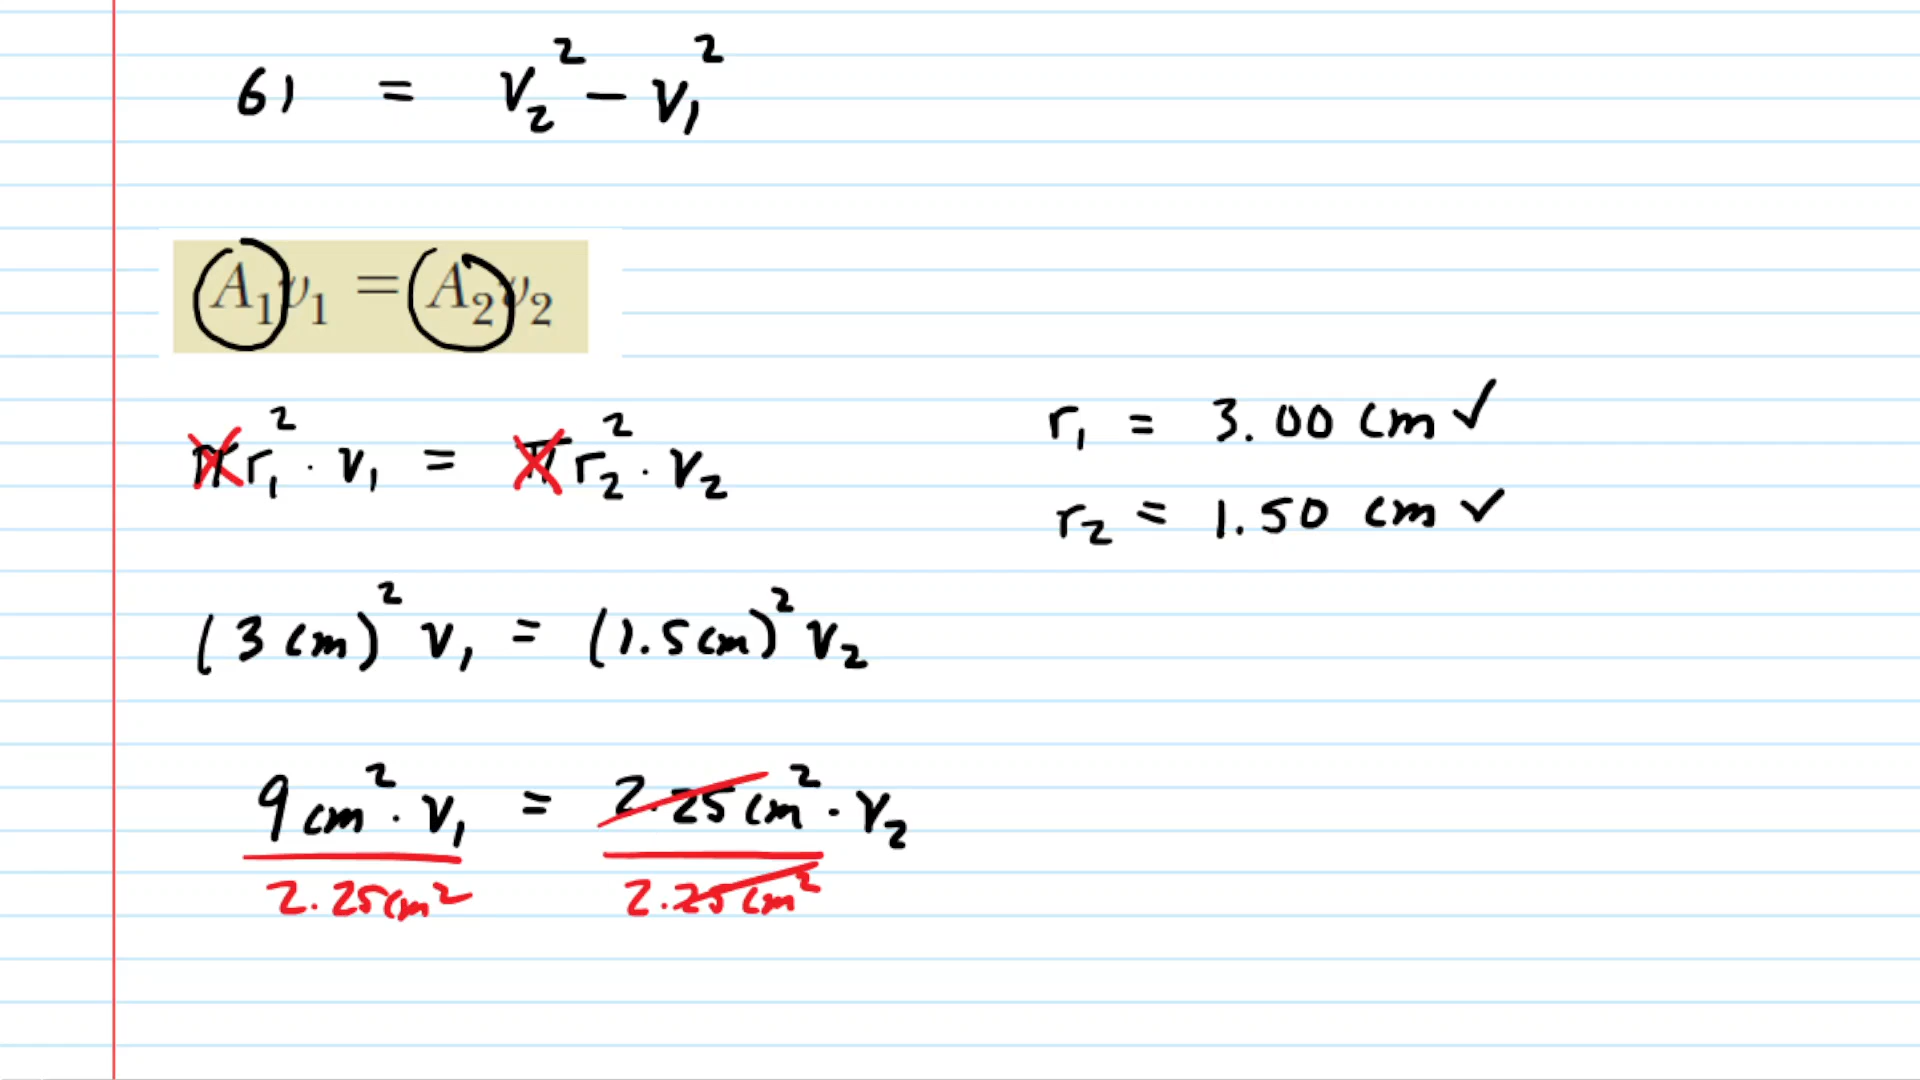 61 = v₂² − v₁²
A₁v₁ = A₂v₂
πr₁² · v₁ = πr₂² · v₂
r₁ = 3.00 cm ✓
r₂ = 1.50 cm ✓
(3 cm)² v₁ = (1.5 cm)² v₂
9 cm² · v₁ = 2.25 cm² · v₂
2.25 cm² 2.25 cm²